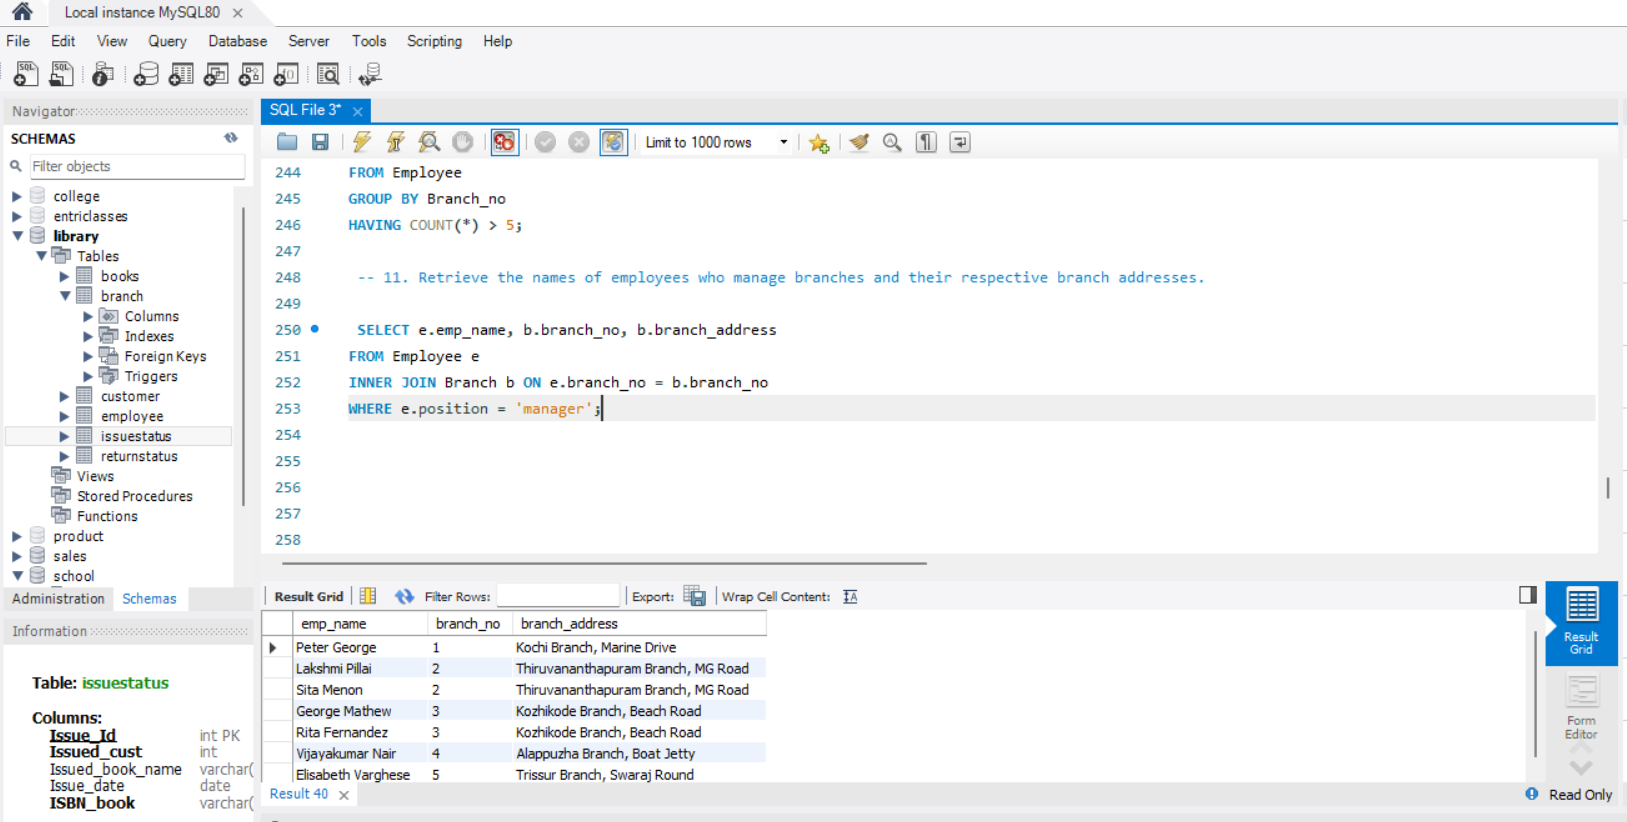 Local instance MySQL80
File Edit View Query Database Server Tools Scripting Help
Navigator
SQL File 3*
SCHEMAS
Filter objects
Limit to 1000 rows
college
entriclasses
library
Tables
books
branch
Columns
Indexes
Foreign Keys
Triggers
customer
employee
issuestatus
returnstatus
Views
Stored Procedures
Functions
product
sales
school
Administration Schemas
Information
Table: issuestatus
Columns:
Issue_Id int PK
Issued_cust int
Issued_book_name varchar(
Issue_date date
ISBN_book varchar(
244 FROM Employee
245 GROUP BY Branch_no
246 HAVING COUNT(*) > 5;
247
248 -- 11. Retrieve the names of employees who manage branches and their respective branch addresses.
249
250 SELECT e.emp_name, b.branch_no, b.branch_address
251 FROM Employee e
252 INNER JOIN Branch b ON e.branch_no = b.branch_no
253 WHERE e.position = 'manager';
254
255
256
257
258
Result Grid Filter Rows: Export: Wrap Cell Content:
emp_name branch_no branch_address
Peter George 1 Kochi Branch, Marine Drive
Lakshmi Pillai 2 Thiruvananthapuram Branch, MG Road
Sita Menon 2 Thiruvananthapuram Branch, MG Road
George Mathew 3 Kozhikode Branch, Beach Road
Rita Fernandez 3 Kozhikode Branch, Beach Road
Vijayakumar Nair 4 Alappuzha Branch, Boat Jetty
Elisabeth Varghese 5 Trissur Branch, Swaraj Round
Result
Grid
Form
Editor
Result 40
Read Only